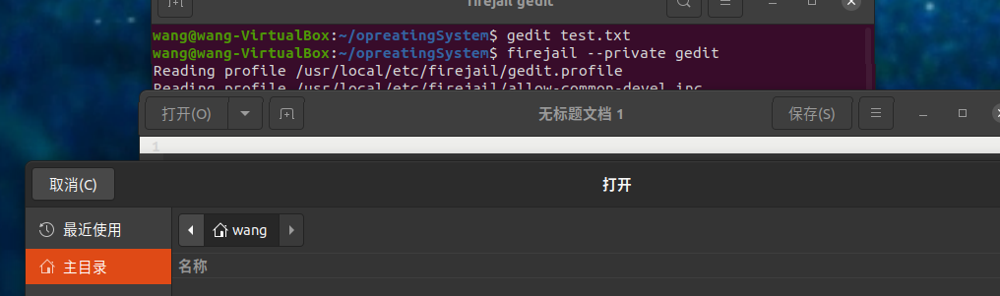 firejail gedit
wang@wang-VirtualBox:~/opreatingSystem$ gedit test.txt
wang@wang-VirtualBox:~/opreatingSystem$ firejail --private gedit
Reading profile /usr/local/etc/firejail/gedit.profile
Reading profile /usr/local/etc/firejail/allow-common-devel.inc
打开(O)
无标题文档 1
保存(S)
1
取消(C)
打开
最近使用
wang
主目录
名称